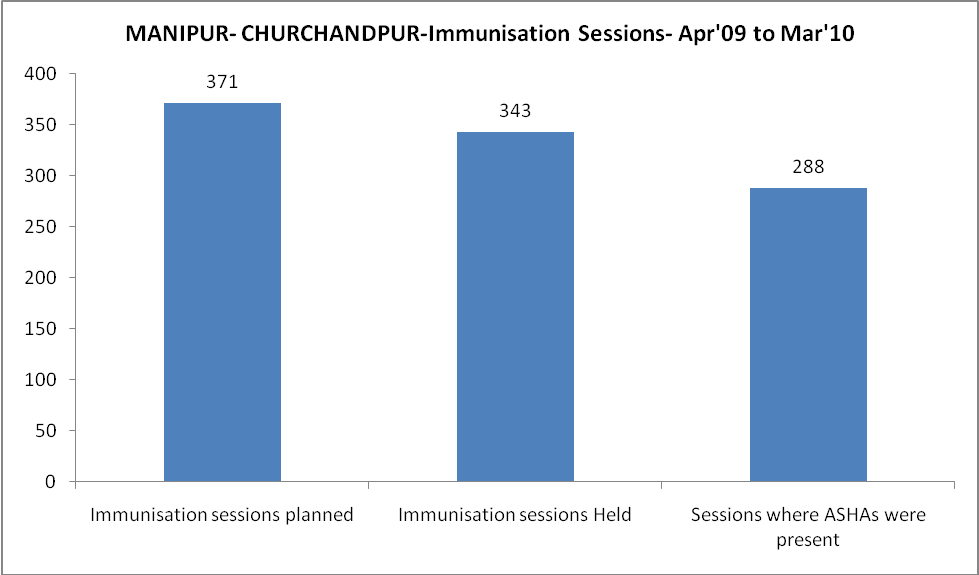 MANIPUR- CHURCHANDPUR-Immunisation Sessions- Apr'09 to Mar'10
400
350
300
250
200
150
100
50
0
371
343
288
Immunisation sessions planned
Immunisation sessions Held
Sessions where ASHAs were
present